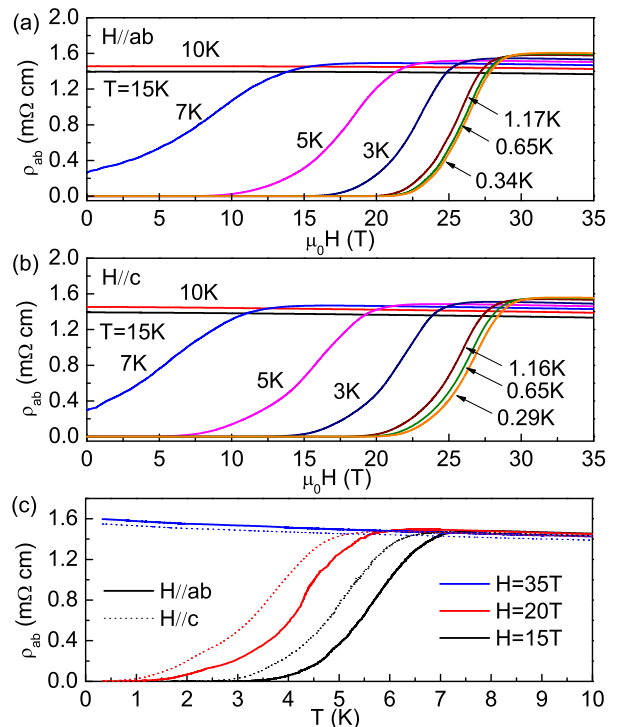 (a)
H//ab
10K
T=15K
7K
5K
3K
1.17K
0.65K
0.34K
1.6
1.2
0.8
0.4
0.0
ρab (mΩ cm)
0 5 10 15 20 25 30 35
μ0H (T)
(b)
H//c
10K
T=15K
7K
5K
3K
1.16K
0.65K
0.29K
2.0
1.6
1.2
0.8
0.4
0.0
ρab (mΩ cm)
0 5 10 15 20 25 30 35
μ0H (T)
(c)
H//ab
H//c
H=35T
H=20T
H=15T
1.6
1.2
0.8
0.4
0.0
ρab (mΩ cm)
0 1 2 3 4 5 6 7 8 9 10
T (K)